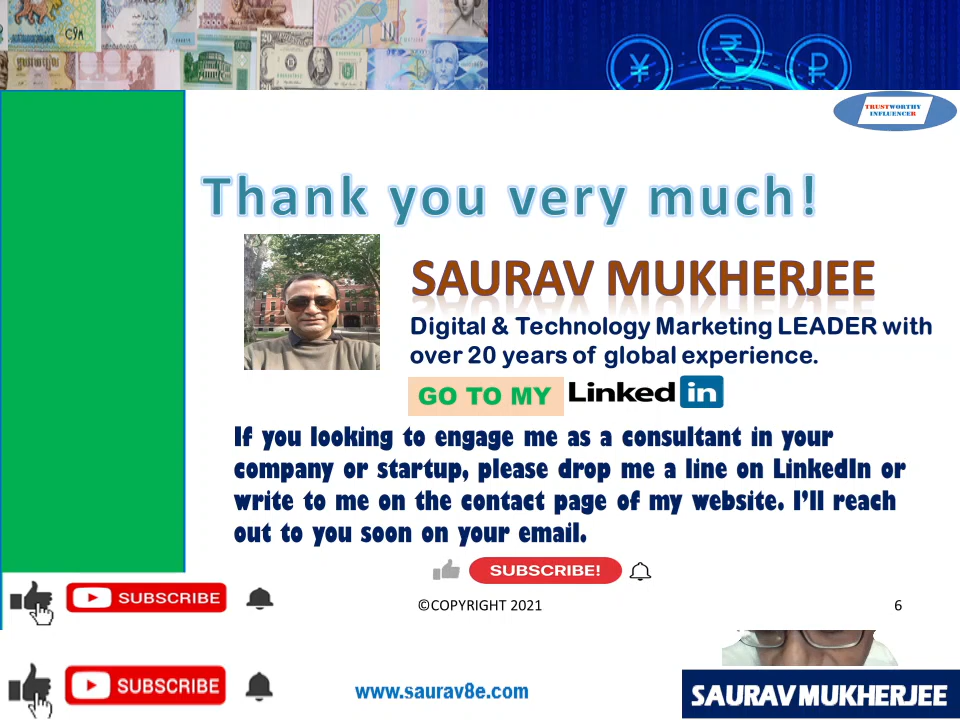 TRUSTWORTHY
INFLUENCER
Thank you very much!
SAURAV MUKHERJEE
Digital & Technology Marketing LEADER with
over 20 years of global experience.
GO TO MY Linked in
If you looking to engage me as a consultant in your
company or startup, please drop me a line on LinkedIn or
write to me on the contact page of my website. I'll reach
out to you soon on your email.
SUBSCRIBE!
SUBSCRIBE
©COPYRIGHT 2021
6
SUBSCRIBE
www.saurav8e.com
SAURAV MUKHERJEE